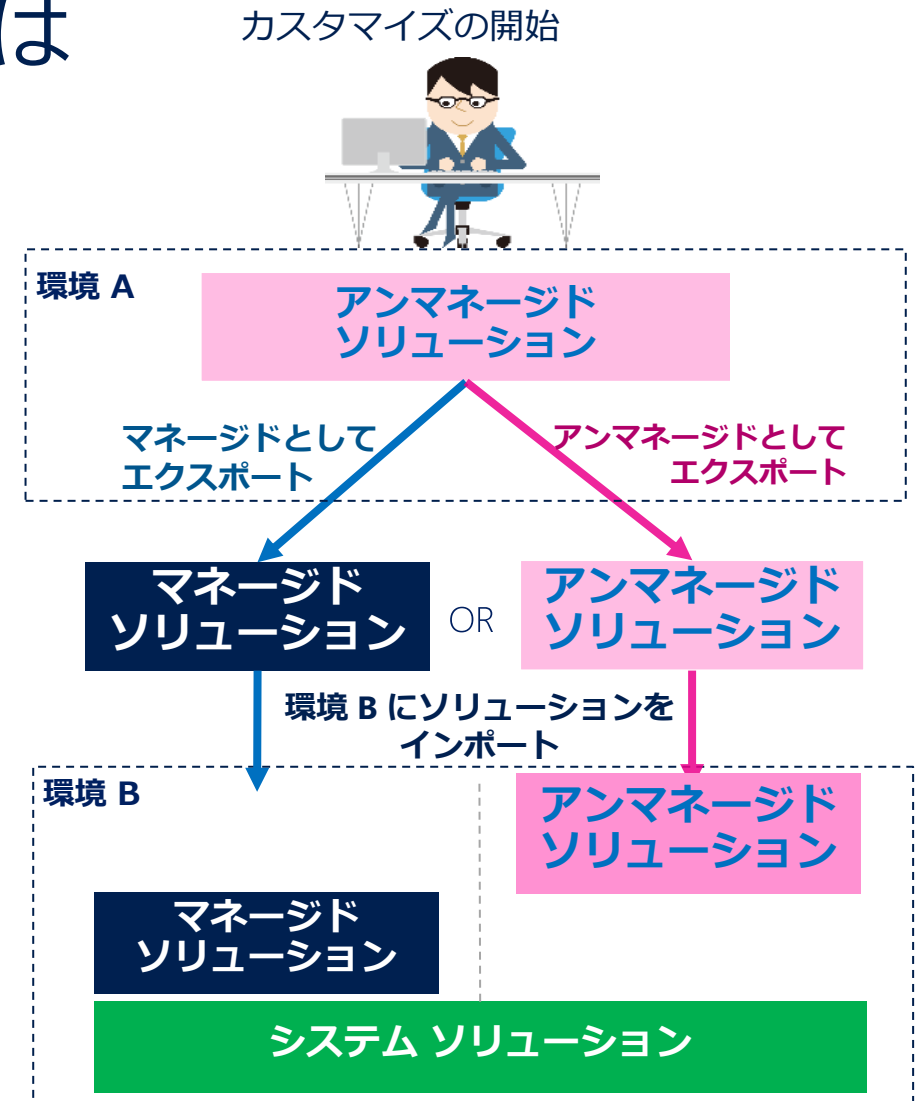 は
カスタマイズの開始
環境 A
アンマネージド
ソリューション
マネージドとして
エクスポート
アンマネージドとして
エクスポート
マネージド
ソリューション
OR
アンマネージド
ソリューション
環境 B にソリューションを
インポート
環境 B
アンマネージド
ソリューション
マネージド
ソリューション
システム ソリューション